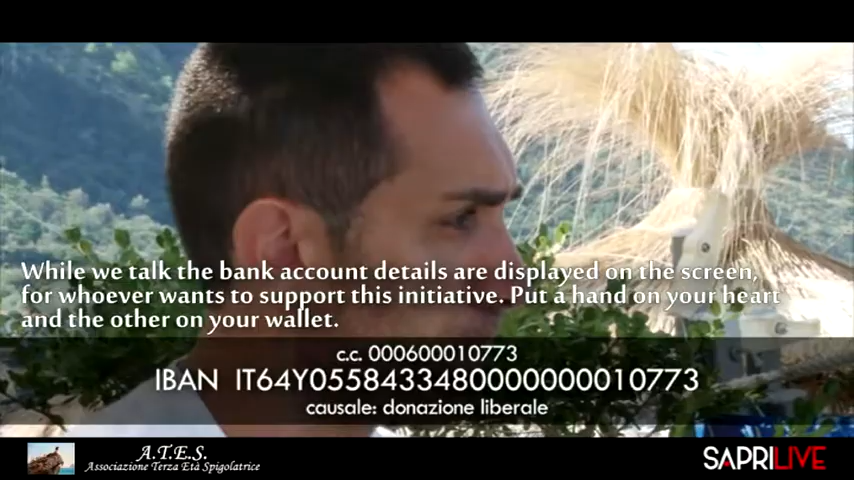 While we talk the bank account details are displayed on the screen,
for whoever wants to support this initiative. Put a hand on your heart
and the other on your wallet.
c.c. 000600010773
IBAN IT64Y0558433480000000010773
causale: donazione liberale
A.T.E.S.
Associazione Terza Età Spigolatrice
SAPRILIVE